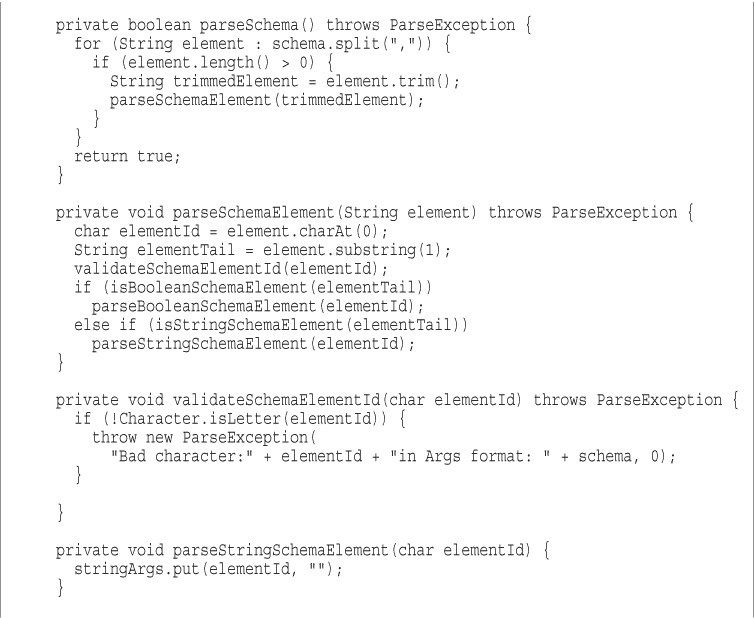 private boolean parseSchema() throws ParseException {
  for (String element : schema.split(",")) {
    if (element.length() > 0) {
      String trimmedElement = element.trim();
      parseSchemaElement(trimmedElement);
    }
  }
  return true;
}

private void parseSchemaElement(String element) throws ParseException {
  char elementId = element.charAt(0);
  String elementTail = element.substring(1);
  validateSchemaElementId(elementId);
  if (isBooleanSchemaElement(elementTail))
    parseBooleanSchemaElement(elementId);
  else if (isStringSchemaElement(elementTail))
    parseStringSchemaElement(elementId);
}

private void validateSchemaElementId(char elementId) throws ParseException {
  if (!Character.isLetter(elementId)) {
    throw new ParseException(
      "Bad character:" + elementId + "in Args format: " + schema, 0);
  }

}

private void parseStringSchemaElement(char elementId) {
  stringArgs.put(elementId, "");
}